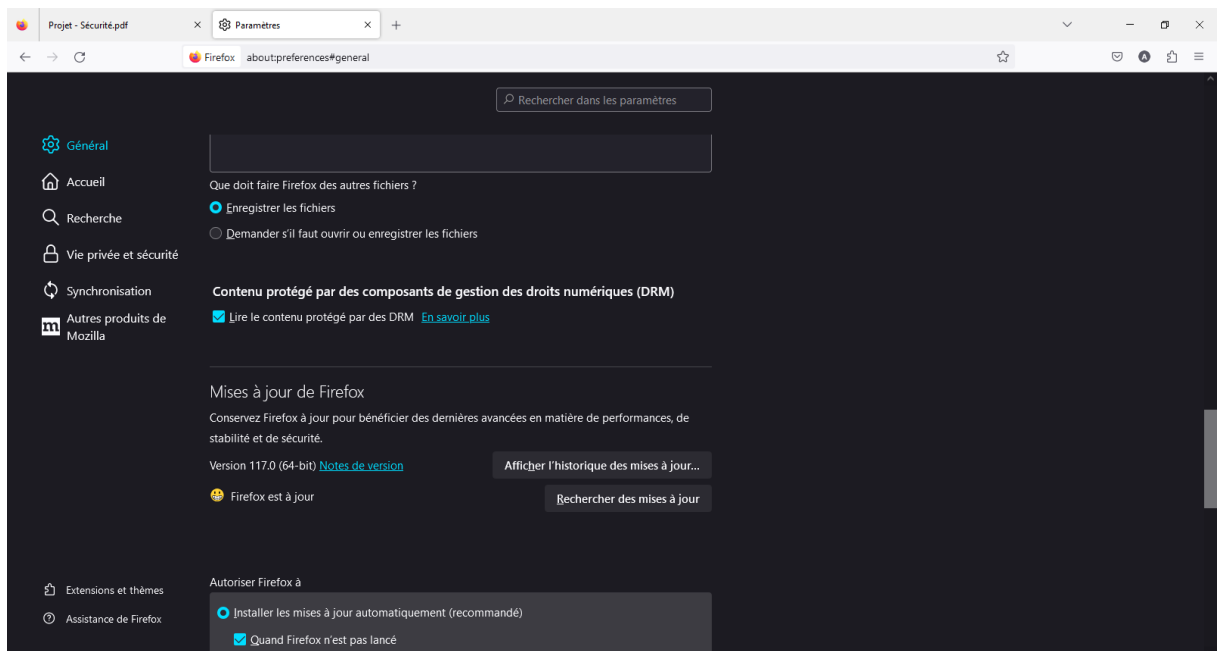 Projet - Sécurité.pdf
Paramètres
Firefox about:preferences#general
Rechercher dans les paramètres
Général
Accueil
Recherche
Vie privée et sécurité
Synchronisation
Autres produits de
Mozilla
Extensions et thèmes
Assistance de Firefox
Que doit faire Firefox des autres fichiers ?
Enregistrer les fichiers
Demander s'il faut ouvrir ou enregistrer les fichiers
Contenu protégé par des composants de gestion des droits numériques (DRM)
Lire le contenu protégé par des DRM En savoir plus
Mises à jour de Firefox
Conservez Firefox à jour pour bénéficier des dernières avancées en matière de performances, de
stabilité et de sécurité.
Version 117.0 (64-bit) Notes de version
Afficher l'historique des mises à jour...
Firefox est à jour
Rechercher des mises à jour
Autoriser Firefox à
Installer les mises à jour automatiquement (recommandé)
Quand Firefox n'est pas lancé